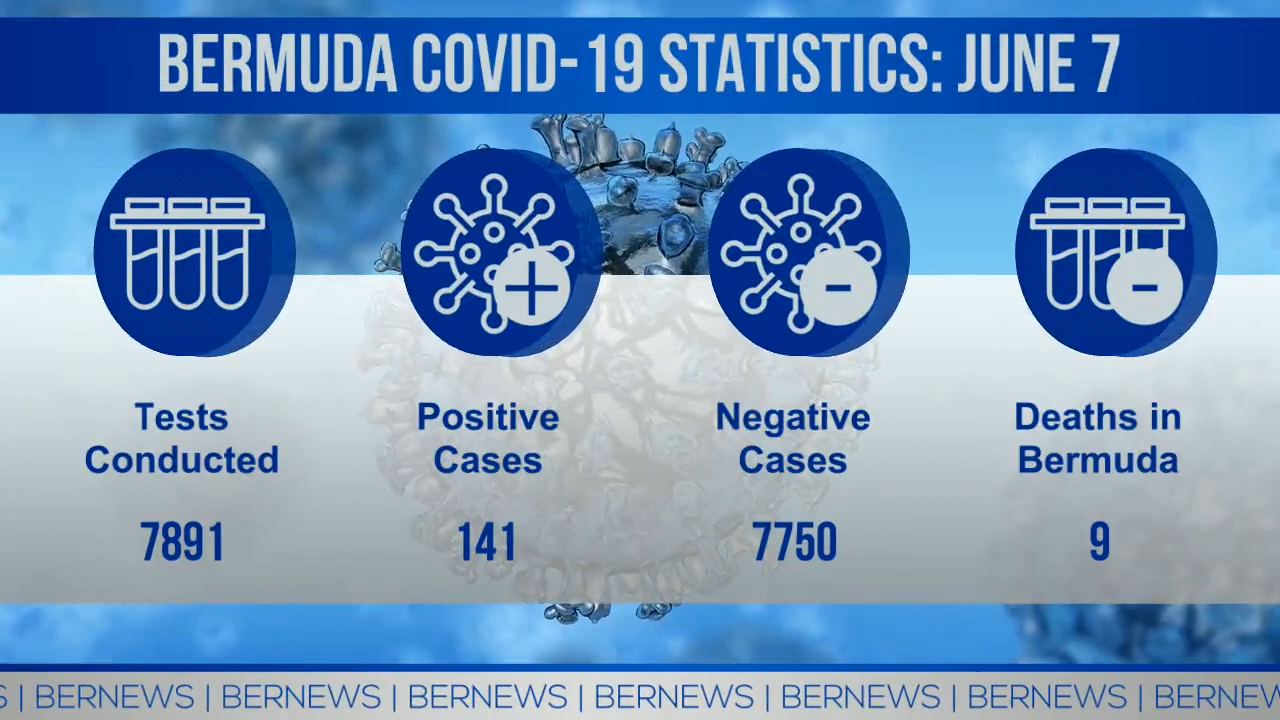 BERMUDA COVID-19 STATISTICS: JUNE 7
Tests
Conducted
7891
Positive
Cases
141
Negative
Cases
7750
Deaths in
Bermuda
9
S | BERNEWS | BERNEWS | BERNEWS | BERNEWS | BERNEWS | BERNEWS | BERNEW